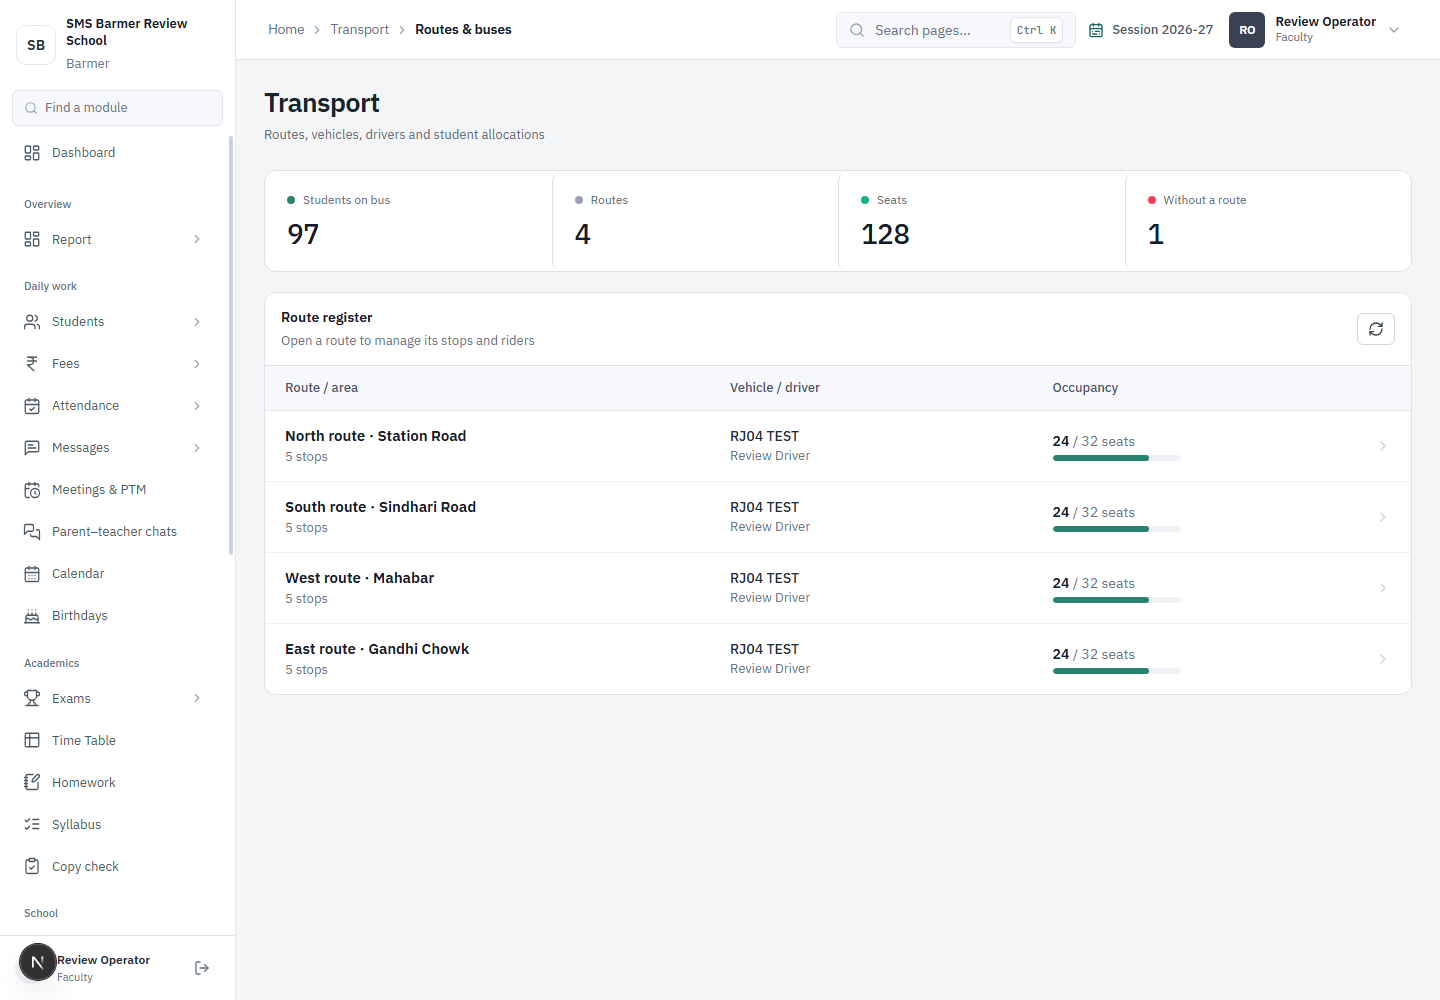 SMS Barmer Review
School
SB
Barmer
Find a module
Dashboard
Overview
Report
Daily work
Students
Fees
Attendance
Messages
Meetings & PTM
Parent–teacher chats
Calendar
Birthdays
Academics
Exams
Time Table
Homework
Syllabus
Copy check
School
N
Review Operator
Faculty
Home
Transport
Routes & buses
Search pages...
Ctrl K
Session 2026-27
RO
Review Operator
Faculty
Transport
Routes, vehicles, drivers and student allocations
Students on bus
97
Routes
4
Seats
128
Without a route
1
Route register
Open a route to manage its stops and riders
Route / area Vehicle / driver Occupancy
North route · Station Road RJ04 TEST 24 / 32 seats
5 stops Review Driver
South route · Sindhari Road RJ04 TEST 24 / 32 seats
5 stops Review Driver
West route · Mahabar RJ04 TEST 24 / 32 seats
5 stops Review Driver
East route · Gandhi Chowk RJ04 TEST 24 / 32 seats
5 stops Review Driver